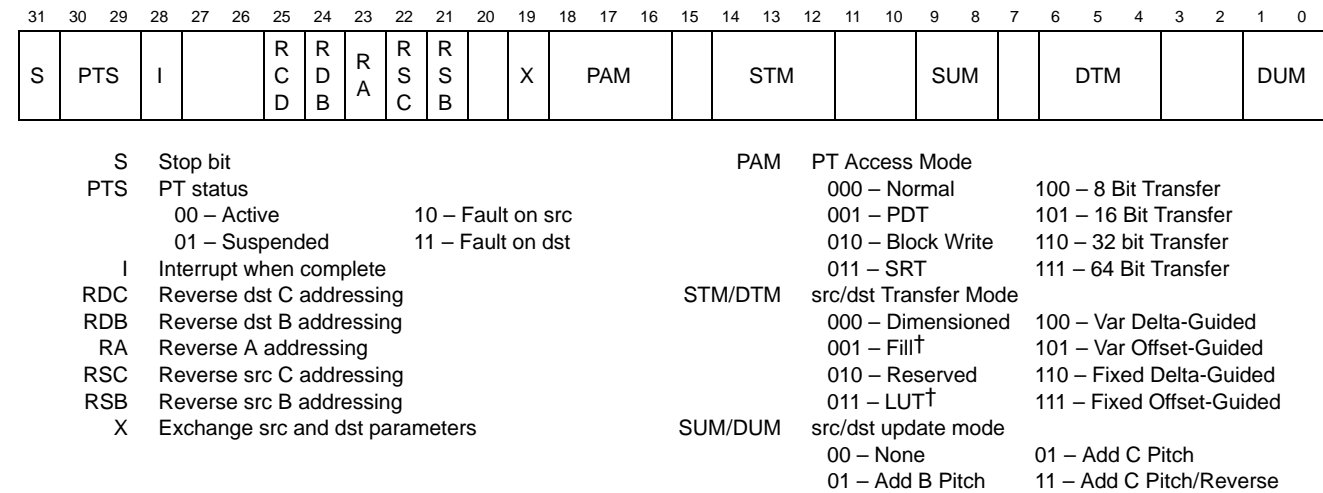 31 30 29 28 27 26 25 24 23 22 21 20 19 18 17 16 15 14 13 12 11 10 9 8 7 6 5 4 3 2 1 0
S PTS I RCD RDB RA RSC RSB X PAM STM SUM DTM DUM
S Stop bit
PTS PT status
00 – Active 10 – Fault on src
01 – Suspended 11 – Fault on dst
I Interrupt when complete
RDC Reverse dst C addressing
RDB Reverse dst B addressing
RA Reverse A addressing
RSC Reverse src C addressing
RSB Reverse src B addressing
X Exchange src and dst parameters
PAM PT Access Mode
000 – Normal 100 – 8 Bit Transfer
001 – PDT 101 – 16 Bit Transfer
010 – Block Write 110 – 32 bit Transfer
011 – SRT 111 – 64 Bit Transfer
STM/DTM src/dst Transfer Mode
000 – Dimensioned 100 – Var Delta-Guided
001 – Fill† 101 – Var Offset-Guided
010 – Reserved 110 – Fixed Delta-Guided
011 – LUT† 111 – Fixed Offset-Guided
SUM/DUM src/dst update mode
00 – None 01 – Add C Pitch
01 – Add B Pitch 11 – Add C Pitch/Reverse